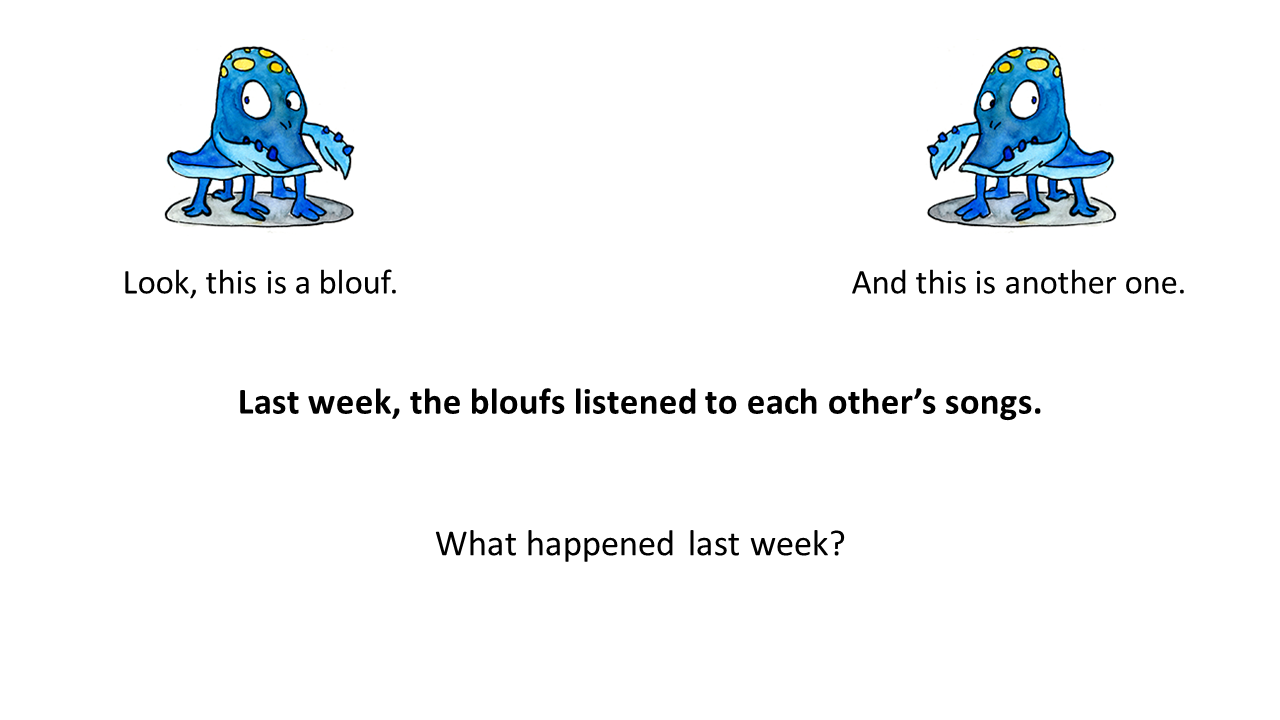 Look, this is a blouf.
And this is another one.
Last week, the bloufs listened to each other’s songs.
What happened last week?